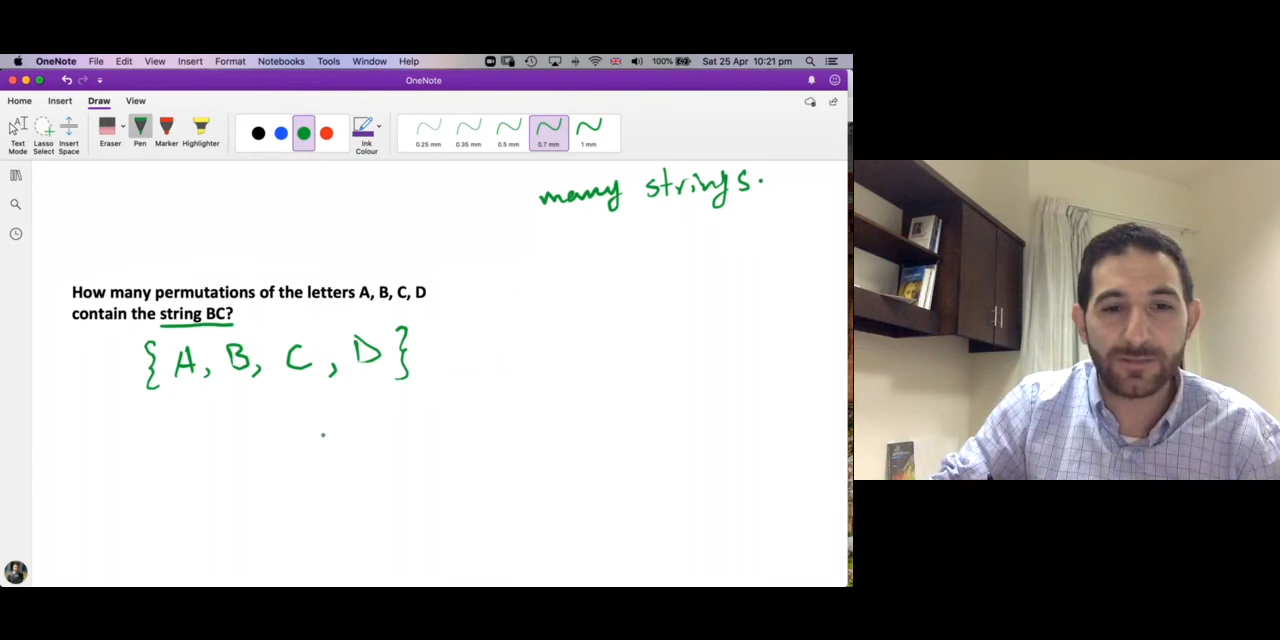 OneNote File Edit View Insert Format Notebooks Tools Window Help 100% Sat 25 Apr 10:21 pm
OneNote
Home Insert Draw View
Text Mode Lasso Select Insert Space Eraser Pen Marker Highlighter Ink Colour 0.25 mm 0.35 mm 0.5 mm 0.7 mm 1 mm
many strings.
How many permutations of the letters A, B, C, D
contain the string BC?
{ A, B, C, D }